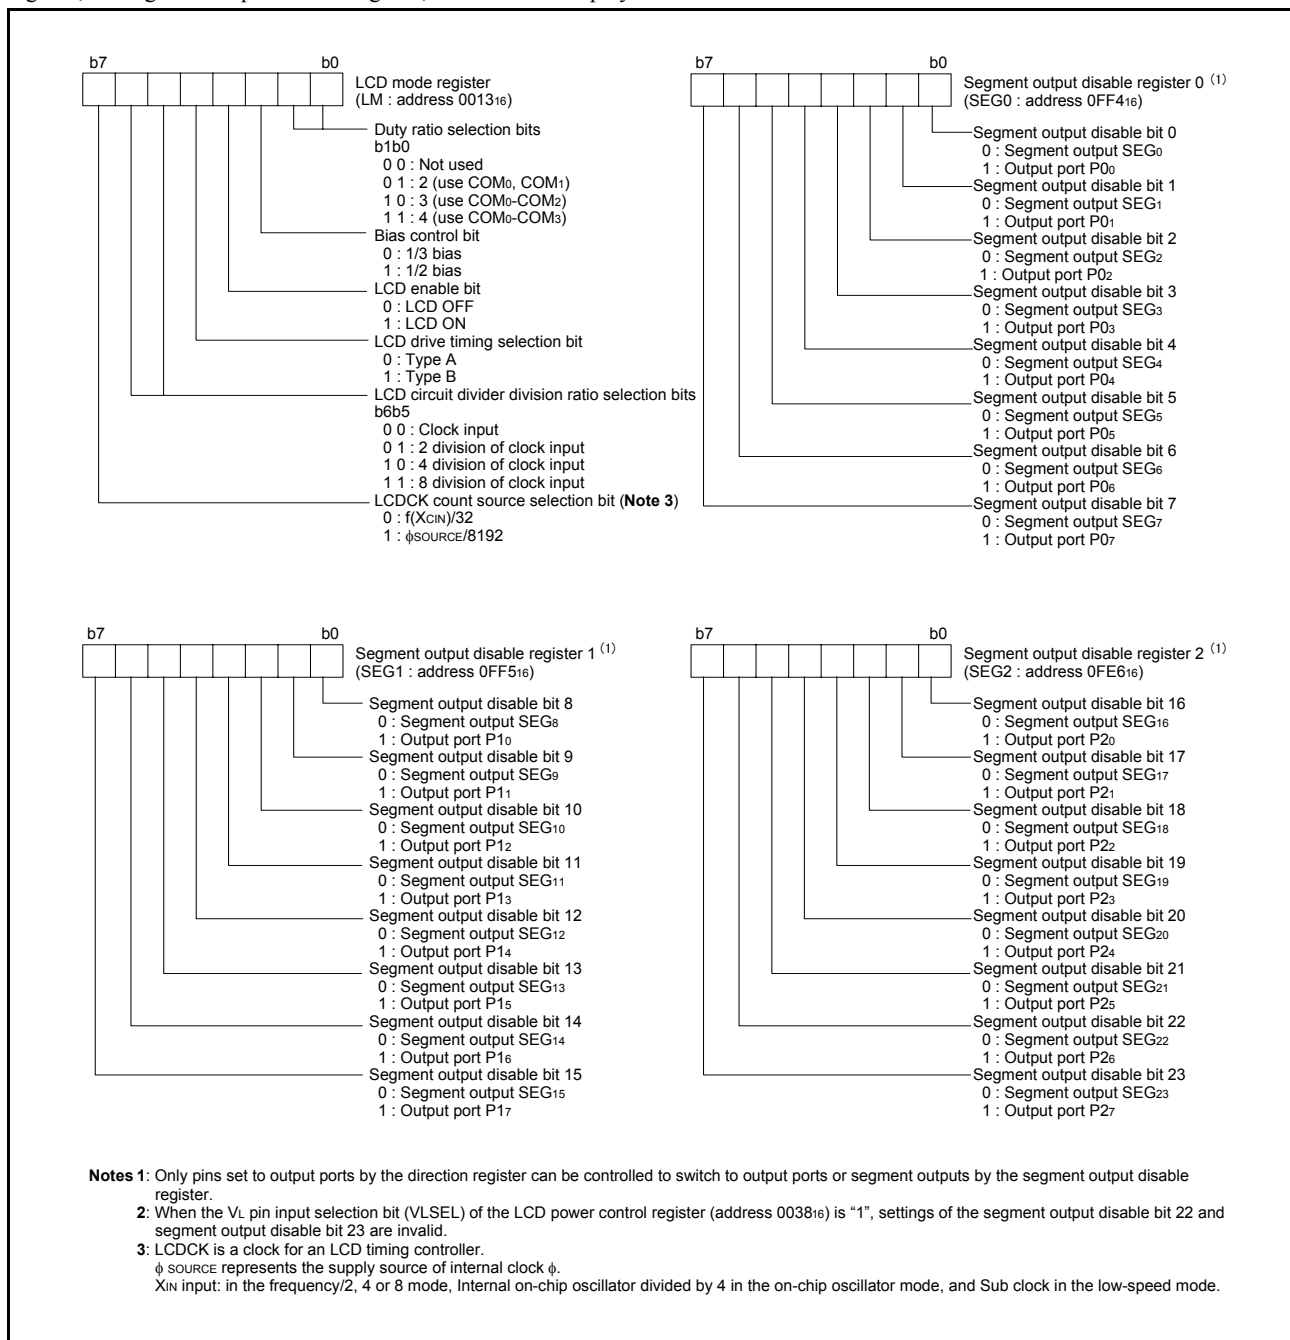 b7 b0
LCD mode register
(LM : address 0013₁₆)
Duty ratio selection bits
b1b0
0 0 : Not used
0 1 : 2 (use COM₀, COM₁)
1 0 : 3 (use COM₀-COM₂)
1 1 : 4 (use COM₀-COM₃)
Bias control bit
0 : 1/3 bias
1 : 1/2 bias
LCD enable bit
0 : LCD OFF
1 : LCD ON
LCD drive timing selection bit
0 : Type A
1 : Type B
LCD circuit divider division ratio selection bits
b6b5
0 0 : Clock input
0 1 : 2 division of clock input
1 0 : 4 division of clock input
1 1 : 8 division of clock input
LCDCK count source selection bit (Note 3)
0 : f(XCIN)/32
1 : ϕSOURCE/8192
b7 b0
Segment output disable register 0 (1)
(SEG0 : address 0FF4₁₆)
Segment output disable bit 0
0 : Segment output SEG₀
1 : Output port P0₀
Segment output disable bit 1
0 : Segment output SEG₁
1 : Output port P0₁
Segment output disable bit 2
0 : Segment output SEG₂
1 : Output port P0₂
Segment output disable bit 3
0 : Segment output SEG₃
1 : Output port P0₃
Segment output disable bit 4
0 : Segment output SEG₄
1 : Output port P0₄
Segment output disable bit 5
0 : Segment output SEG₅
1 : Output port P0₅
Segment output disable bit 6
0 : Segment output SEG₆
1 : Output port P0₆
Segment output disable bit 7
0 : Segment output SEG₇
1 : Output port P0₇
b7 b0
Segment output disable register 1 (1)
(SEG1 : address 0FF5₁₆)
Segment output disable bit 8
0 : Segment output SEG₈
1 : Output port P1₀
Segment output disable bit 9
0 : Segment output SEG₉
1 : Output port P1₁
Segment output disable bit 10
0 : Segment output SEG₁₀
1 : Output port P1₂
Segment output disable bit 11
0 : Segment output SEG₁₁
1 : Output port P1₃
Segment output disable bit 12
0 : Segment output SEG₁₂
1 : Output port P1₄
Segment output disable bit 13
0 : Segment output SEG₁₃
1 : Output port P1₅
Segment output disable bit 14
0 : Segment output SEG₁₄
1 : Output port P1₆
Segment output disable bit 15
0 : Segment output SEG₁₅
1 : Output port P1₇
b7 b0
Segment output disable register 2 (1)
(SEG2 : address 0FE6₁₆)
Segment output disable bit 16
0 : Segment output SEG₁₆
1 : Output port P2₀
Segment output disable bit 17
0 : Segment output SEG₁₇
1 : Output port P2₁
Segment output disable bit 18
0 : Segment output SEG₁₈
1 : Output port P2₂
Segment output disable bit 19
0 : Segment output SEG₁₉
1 : Output port P2₃
Segment output disable bit 20
0 : Segment output SEG₂₀
1 : Output port P2₄
Segment output disable bit 21
0 : Segment output SEG₂₁
1 : Output port P2₅
Segment output disable bit 22
0 : Segment output SEG₂₂
1 : Output port P2₆
Segment output disable bit 23
0 : Segment output SEG₂₃
1 : Output port P2₇
Notes 1: Only pins set to output ports by the direction register can be controlled to switch to output ports or segment outputs by the segment output disable
register.
2: When the VL pin input selection bit (VLSEL) of the LCD power control register (address 0038₁₆) is “1”, settings of the segment output disable bit 22 and
segment output disable bit 23 are invalid.
3: LCDCK is a clock for an LCD timing controller.
ϕ SOURCE represents the supply source of internal clock ϕ.
XIN input: in the frequency/2, 4 or 8 mode, Internal on-chip oscillator divided by 4 in the on-chip oscillator mode, and Sub clock in the low-speed mode.